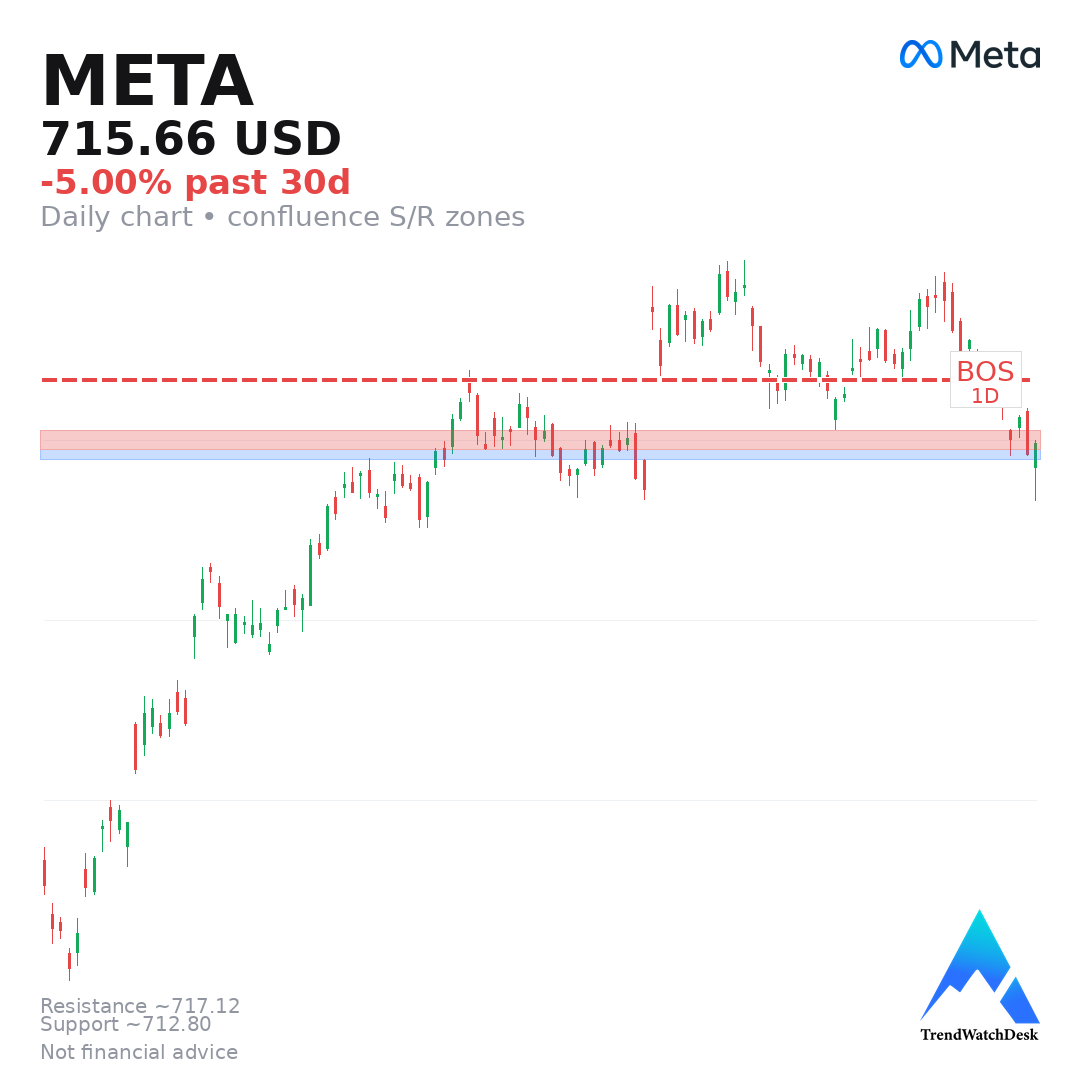 META
Meta
715.66 USD
-5.00% past 30d
Daily chart • confluence S/R zones
BOS
1D
Resistance ~717.12
Support ~712.80
Not financial advice
TrendWatchDesk